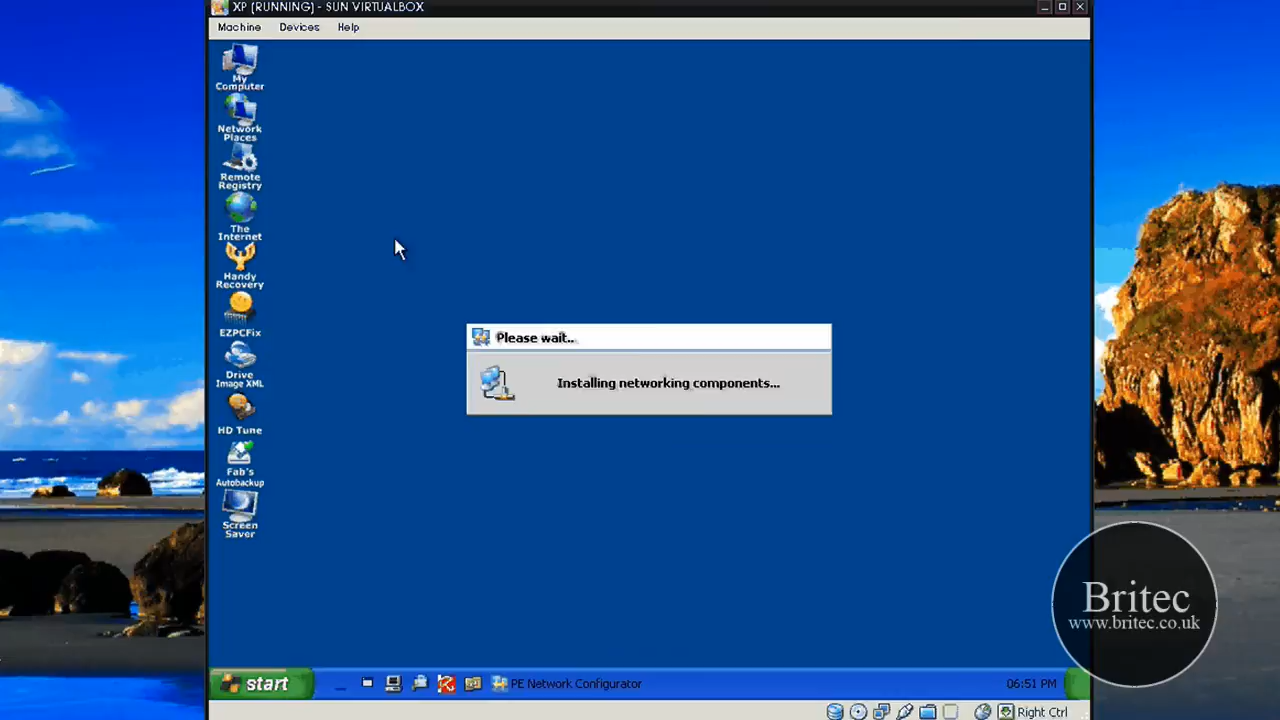 XP (RUNNING) - SUN VIRTUALBOX
Machine Devices Help
My
Computer
Network
Places
Remote
Registry
The
Internet
Handy
Recovery
EZPCFix
Drive
Image XML
HD Tune
Fab's
Autobackup
Screen
Saver
Please wait...
Installing networking components...
Britec
www.britec.co.uk
start
PE Network Configurator
06:51 PM
Right Ctrl